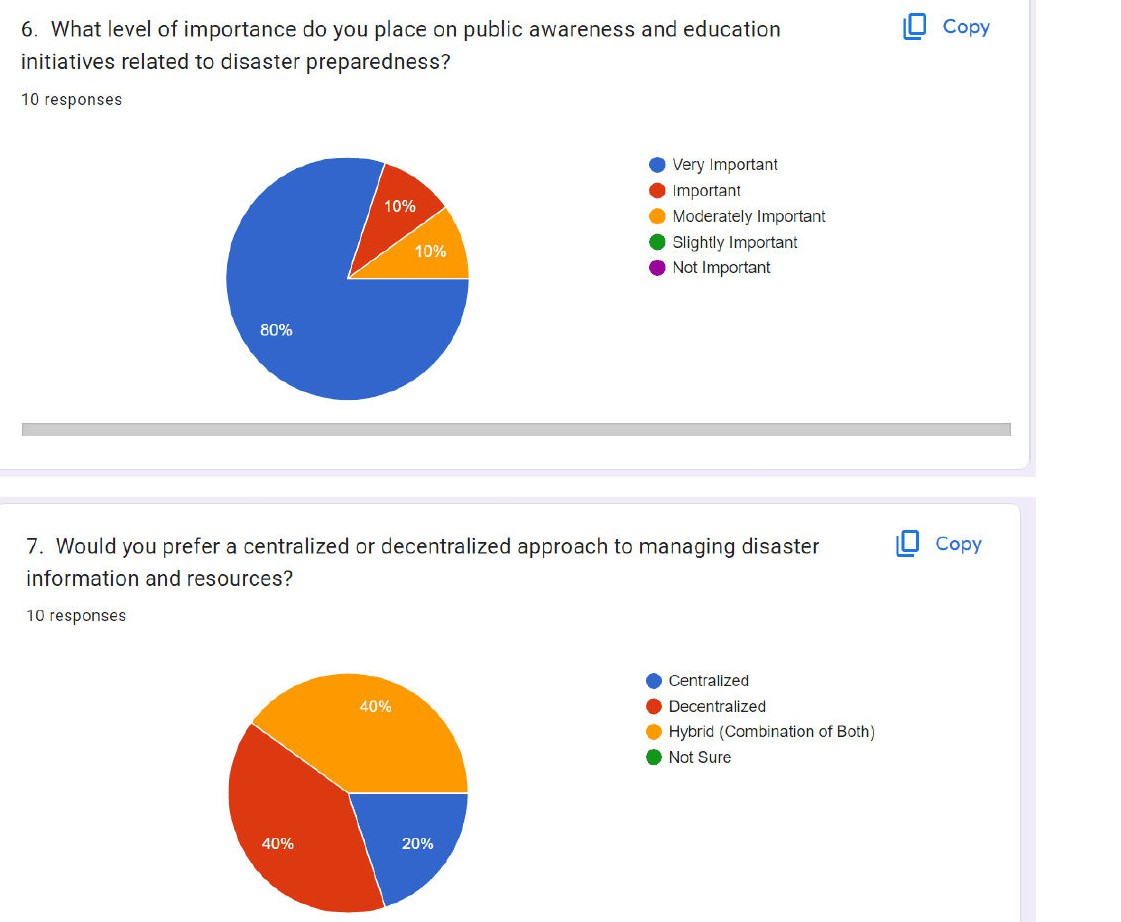 6. What level of importance do you place on public awareness and education
initiatives related to disaster preparedness?
Copy
10 responses
Very Important
Important
Moderately Important
Slightly Important
Not Important
10%
10%
80%
7. Would you prefer a centralized or decentralized approach to managing disaster
information and resources?
Copy
10 responses
Centralized
Decentralized
Hybrid (Combination of Both)
Not Sure
40%
40%
20%